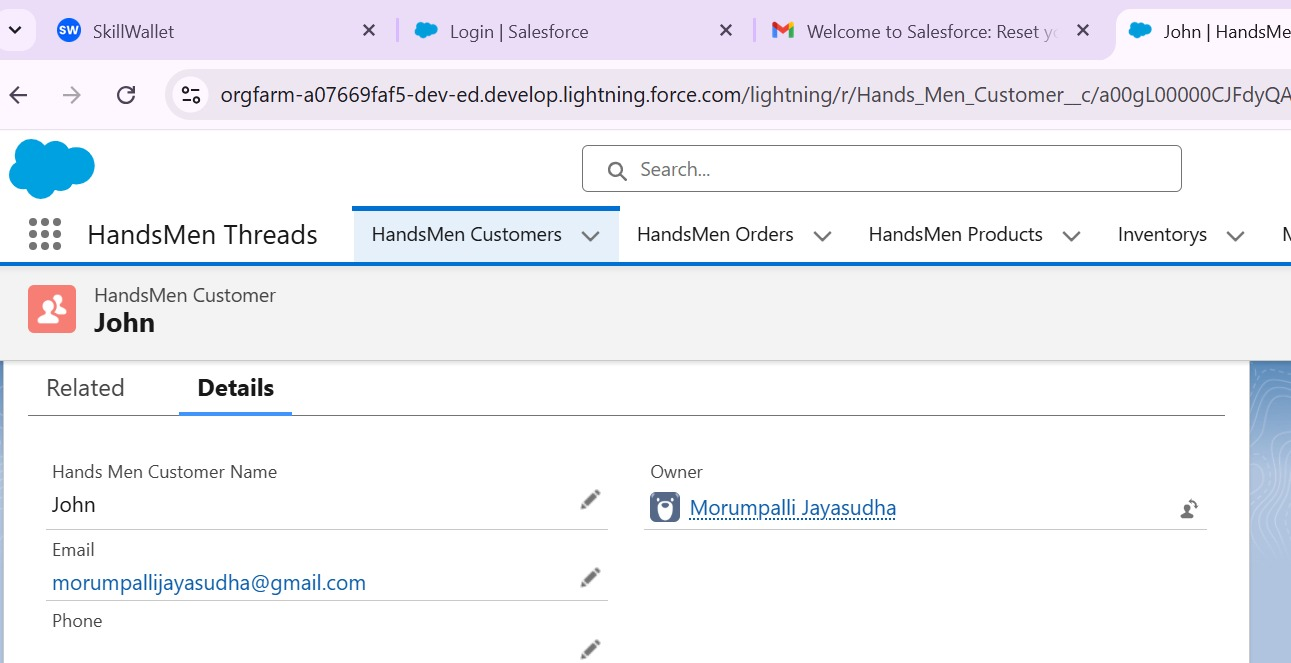 SW SkillWallet Login | Salesforce Welcome to Salesforce: Reset yo John | HandsMe
orgfarm-a07669faf5-dev-ed.develop.lightning.force.com/lightning/r/Hands_Men_Customer__c/a00gL00000CJFdyQA
Search...
HandsMen Threads HandsMen Customers HandsMen Orders HandsMen Products Inventorys M
HandsMen Customer
John
Related Details
Hands Men Customer Name Owner
John Morumpalli Jayasudha
Email
morumpallijayasudha@gmail.com
Phone